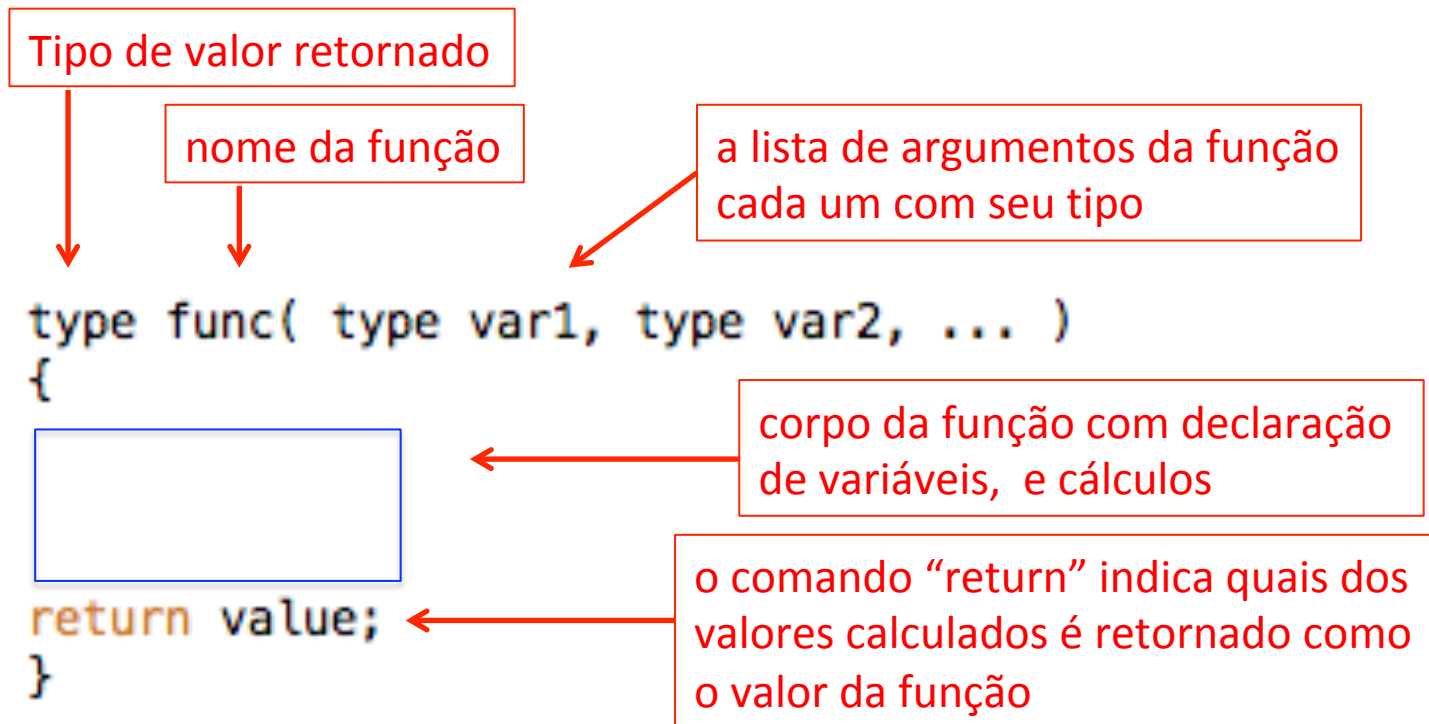 Tipo de valor retornado
nome da função
a lista de argumentos da função
cada um com seu tipo
type func( type var1, type var2, ... )
{
corpo da função com declaração
de variáveis, e cálculos
o comando “return” indica quais dos
valores calculados é retornado como
o valor da função
return value;
}